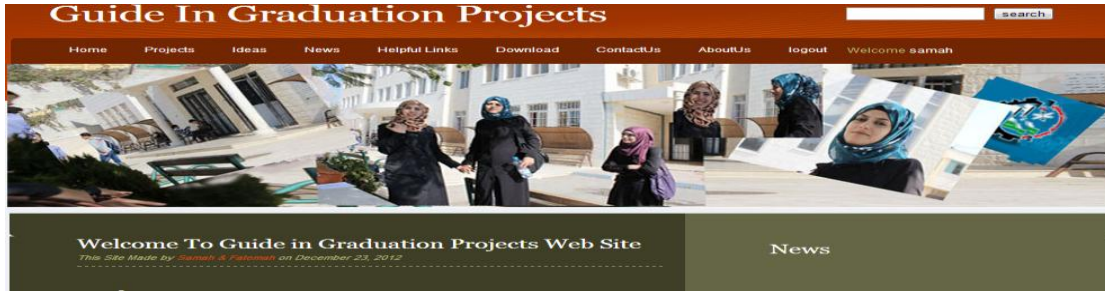 Guide In Graduation Projects
search
Home Projects Ideas News Helpful Links Download ContactUs AboutUs logout Welcome samah
Welcome To Guide in Graduation Projects Web Site
This Site Made by Samah & Fatemah on December 23, 2012
News